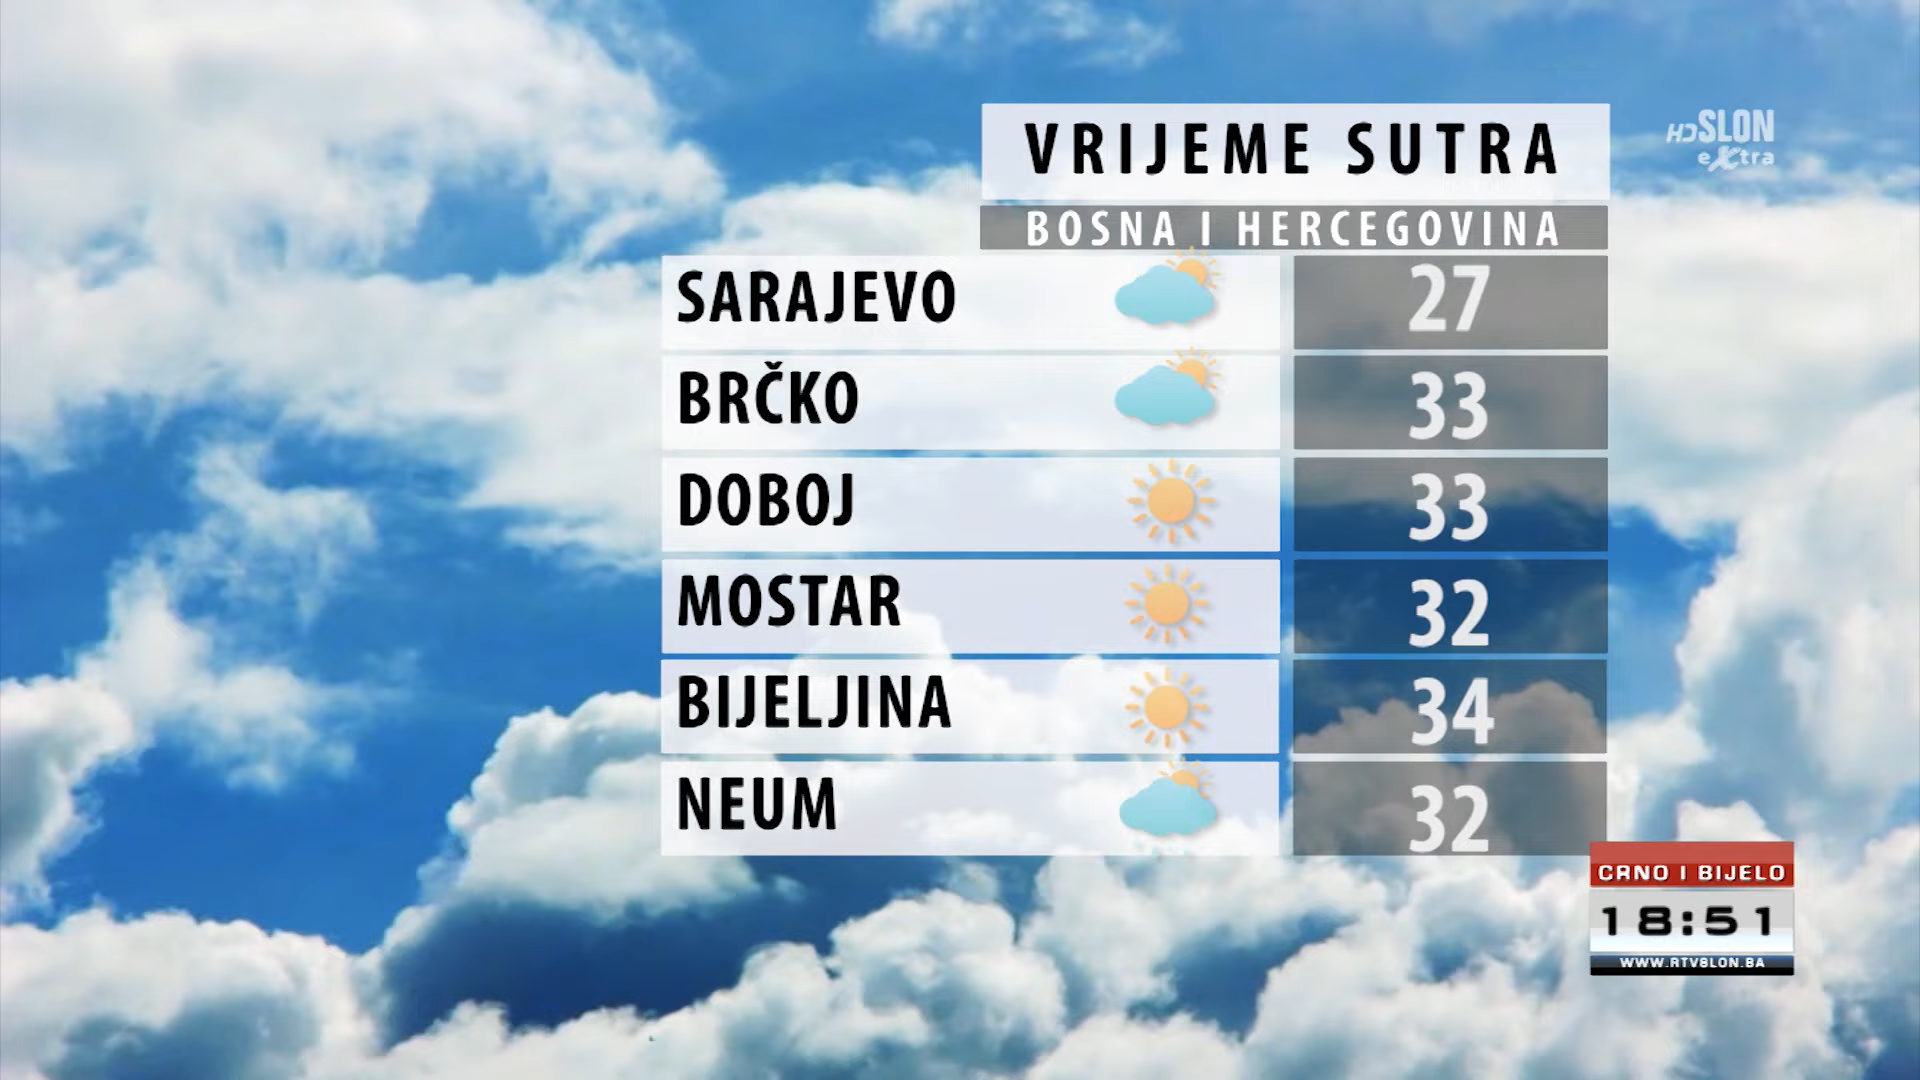 VRIJEME SUTRA
HD SLON
extra
BOSNA I HERCEGOVINA
SARAJEVO 27
BRČKO 33
DOBOJ 33
MOSTAR 32
BIJELJINA 34
NEUM 32
CRNO I BIJELO
18:51
WWW.RTVSLON.BA